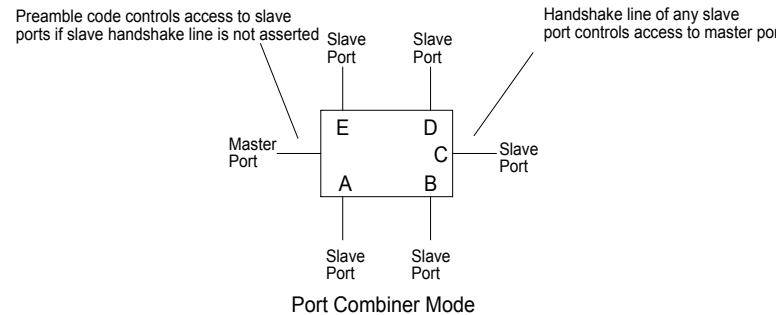 Preamble code controls access to slave
ports if slave handshake line is not asserted
Handshake line of any slave
port controls access to master por
Slave
Port
Slave
Port
E
D
Master
Port
C
Slave
Port
A
B
Slave
Port
Slave
Port
Port Combiner Mode